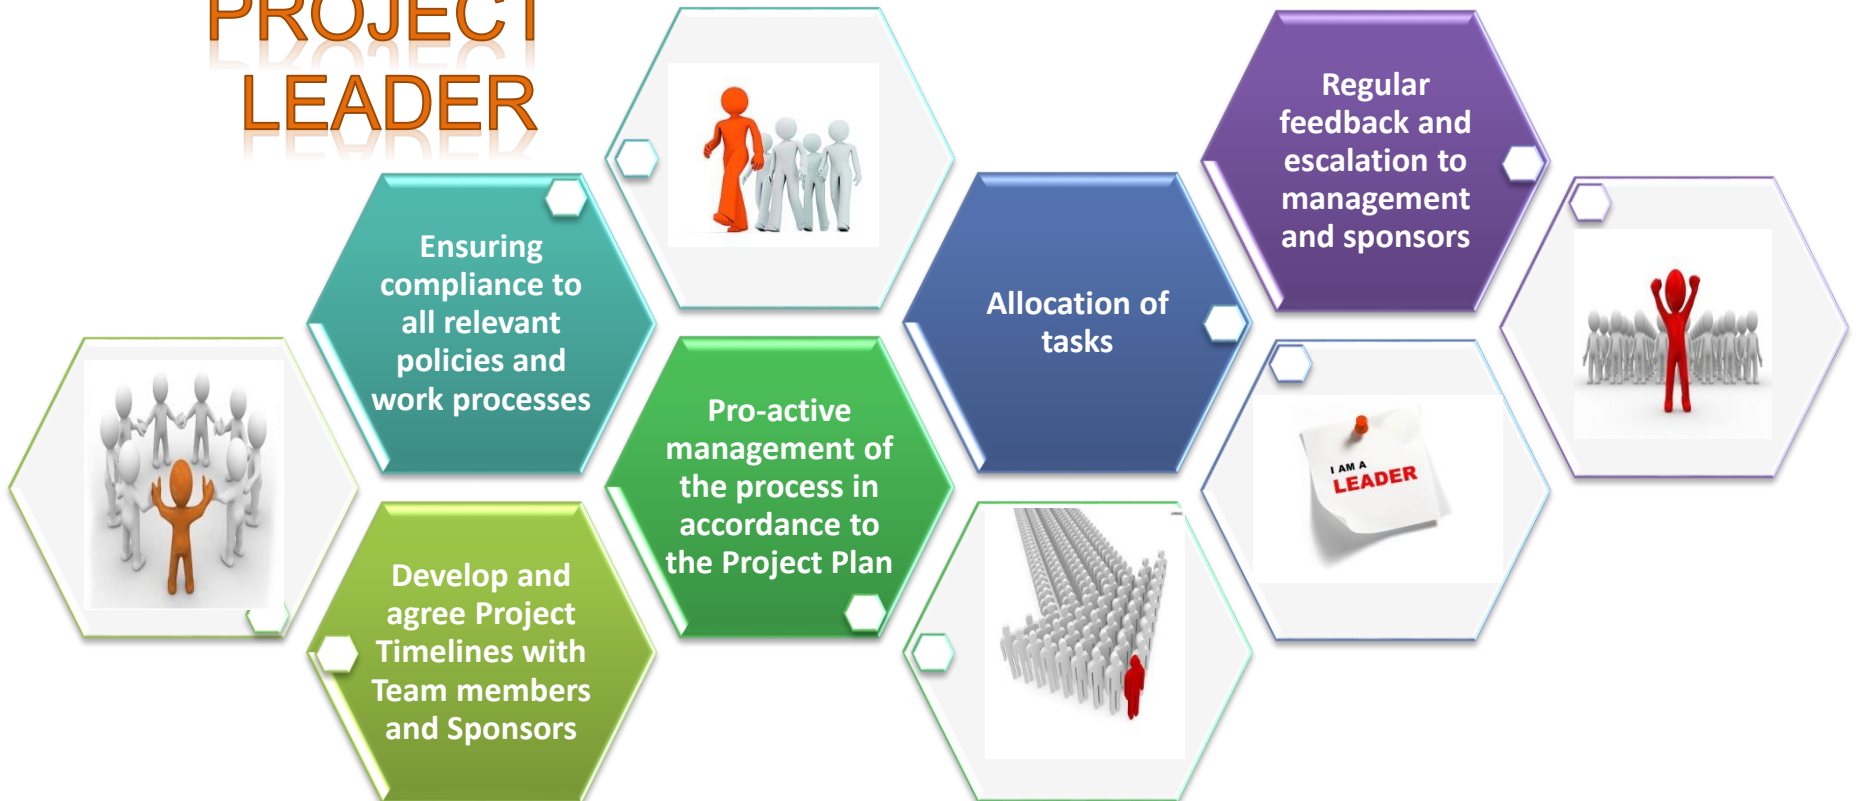 PROJECT
LEADER
Ensuring
compliance to
all relevant
policies and
work processes
Develop and
agree Project
Timelines with
Team members
and Sponsors
Pro-active
management of
the process in
accordance to
the Project Plan
Allocation of
tasks
Regular
feedback and
escalation to
management
and sponsors
I AM A
LEADER